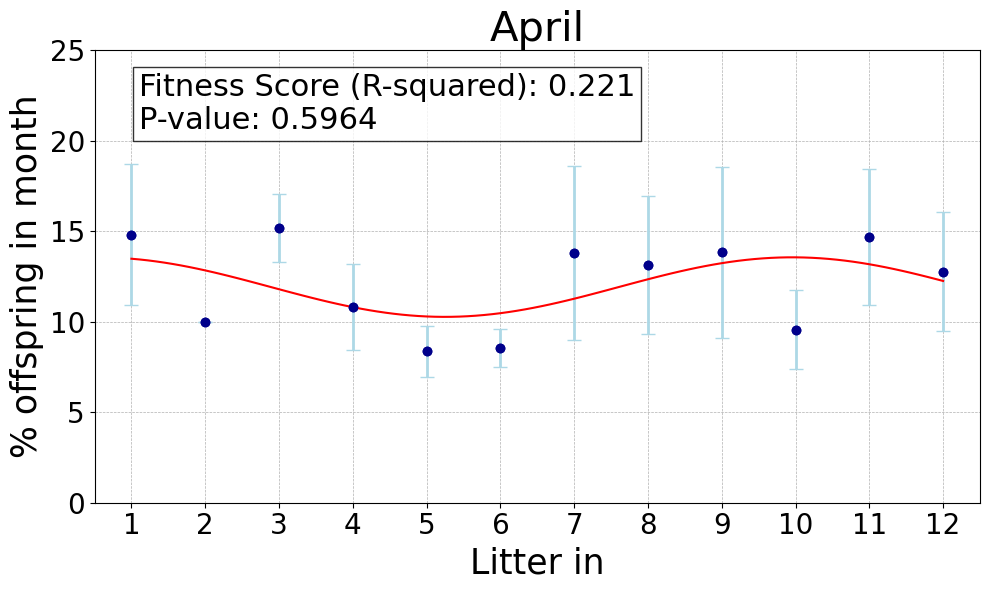 April
Fitness Score (R-squared): 0.221
P-value: 0.5964
% offspring in month
25
20
15
10
5
0
1 2 3 4 5 6 7 8 9 10 11 12
Litter in